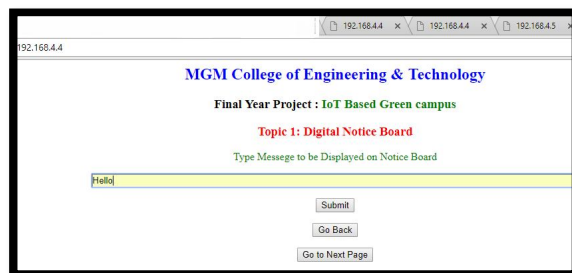 192.168.4.4 × 192.168.4.4 × 192.168.4.5 ×
192.168.4.4
MGM College of Engineering & Technology
Final Year Project : IoT Based Green campus
Topic 1: Digital Notice Board
Type Messege to be Displayed on Notice Board
Hello
Submit
Go Back
Go to Next Page